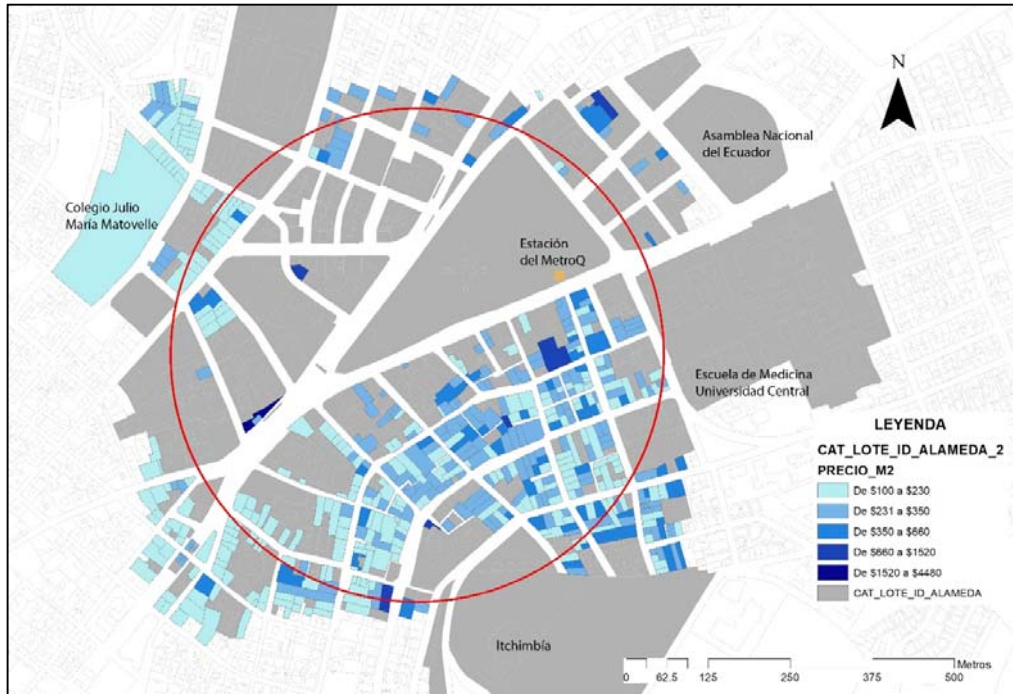 N
Asamblea Nacional
del Ecuador
Colegio Julio
María Matovelle
Estación
del MetroQ
Escuela de Medicina
Universidad Central
LEYENDA
CAT_LOTE_ID_ALAMEDA_2
PRECIO_M2
De $100 a $230
De $231 a $350
De $350 a $660
De $660 a $1520
De $1520 a $4480
CAT_LOTE_ID_ALAMEDA
Itchimbía
Metros
0 62.5 125 250 375 500